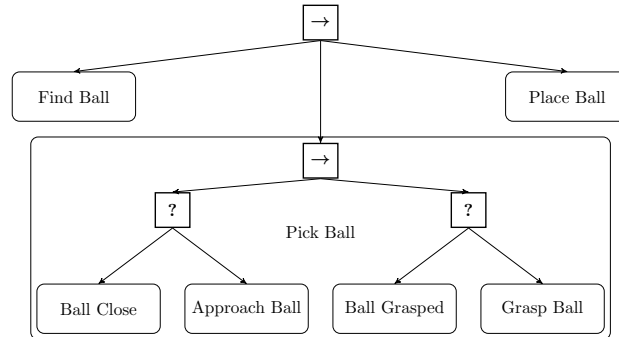 →
Find Ball
Place Ball
→
?
?
Pick Ball
Ball Close
Approach Ball
Ball Grasped
Grasp Ball